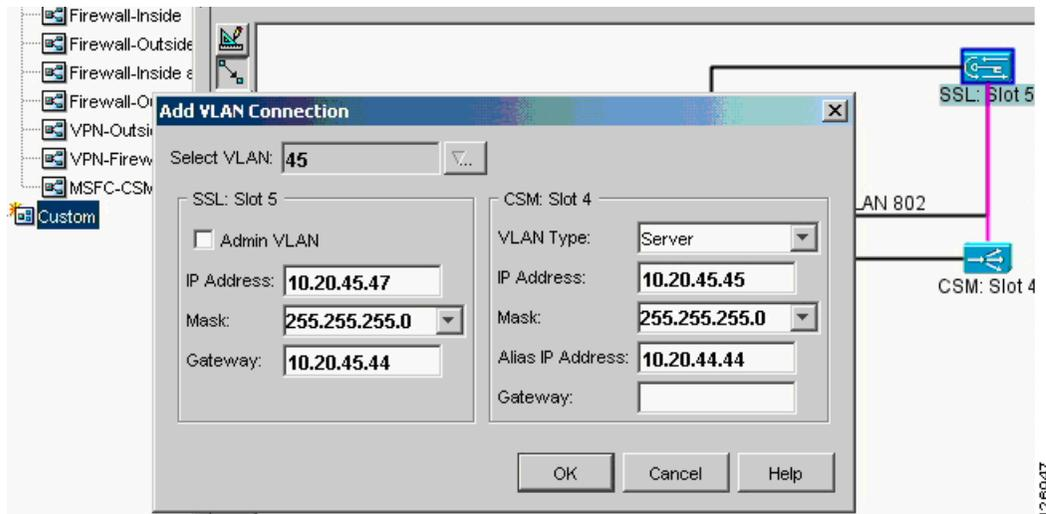 Firewall-Inside
Firewall-Outside
Firewall-Inside
VPN-Outsi
VPN-Firew
MSFC-CSM
Custom
Add VLAN Connection
Select VLAN: 45
SSL: Slot 5
Admin VLAN
IP Address: 10.20.45.47
Mask: 255.255.255.0
Gateway: 10.20.45.44
CSM: Slot 4
VLAN Type: Server
IP Address: 10.20.45.45
Mask: 255.255.255.0
Alias IP Address: 10.20.44.44
Gateway:
OK
Cancel
Help
SSL: Slot 5
LAN 802
CSM: Slot 4